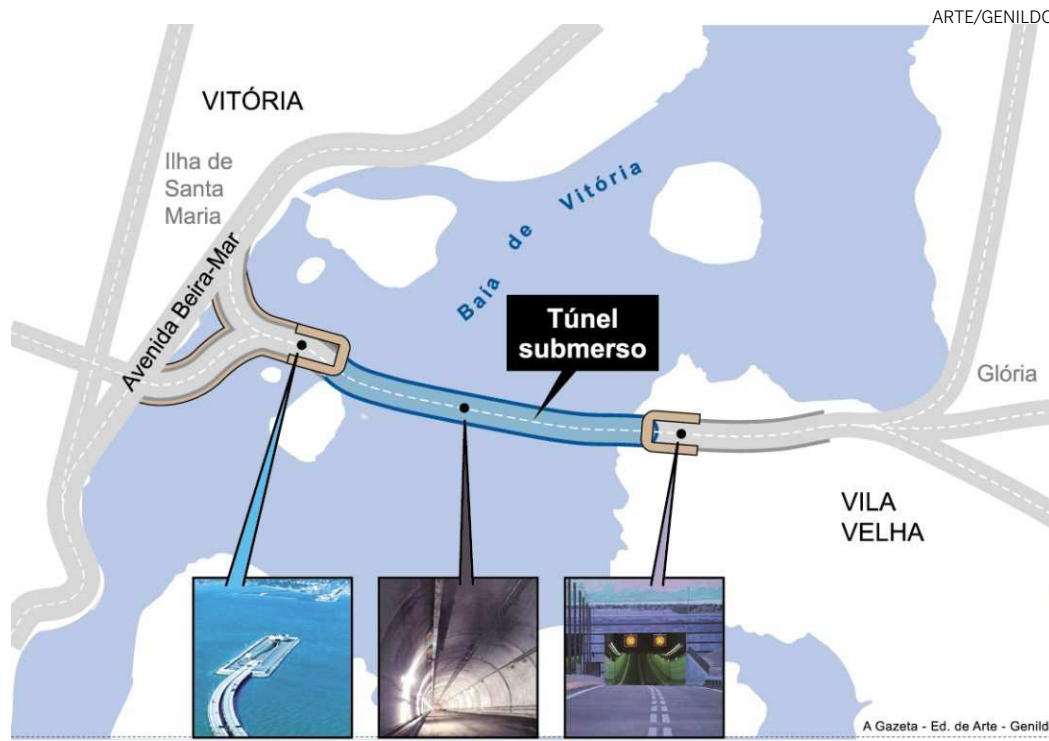 ARTE/GENILDO
VITÓRIA
Ilha de
Santa
Maria
Avenida Beira-Mar
Baía de Vitória
Túnel
submerso
Glória
VILA
VELHA
A Gazeta - Ed. de Arte - Genild